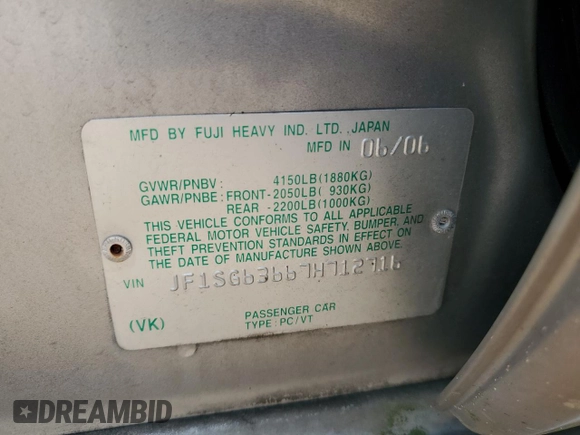 MFD BY FUJI HEAVY IND. LTD., JAPAN
MFD IN 06/06
GVWR/PNBV: 4150LB(1880KG)
GAWR/PNBE: FRONT-2050LB( 930KG)
REAR -2200LB(1000KG)
THIS VEHICLE CONFORMS TO ALL APPLICABLE
FEDERAL MOTOR VEHICLE SAFETY, BUMPER, AND
THEFT PREVENTION STANDARDS IN EFFECT ON
THE DATE OF MANUFACTURE SHOWN ABOVE.
VIN JF1SG63667H712716
PASSENGER CAR
(VK) TYPE: PC/VT
DREAMBID